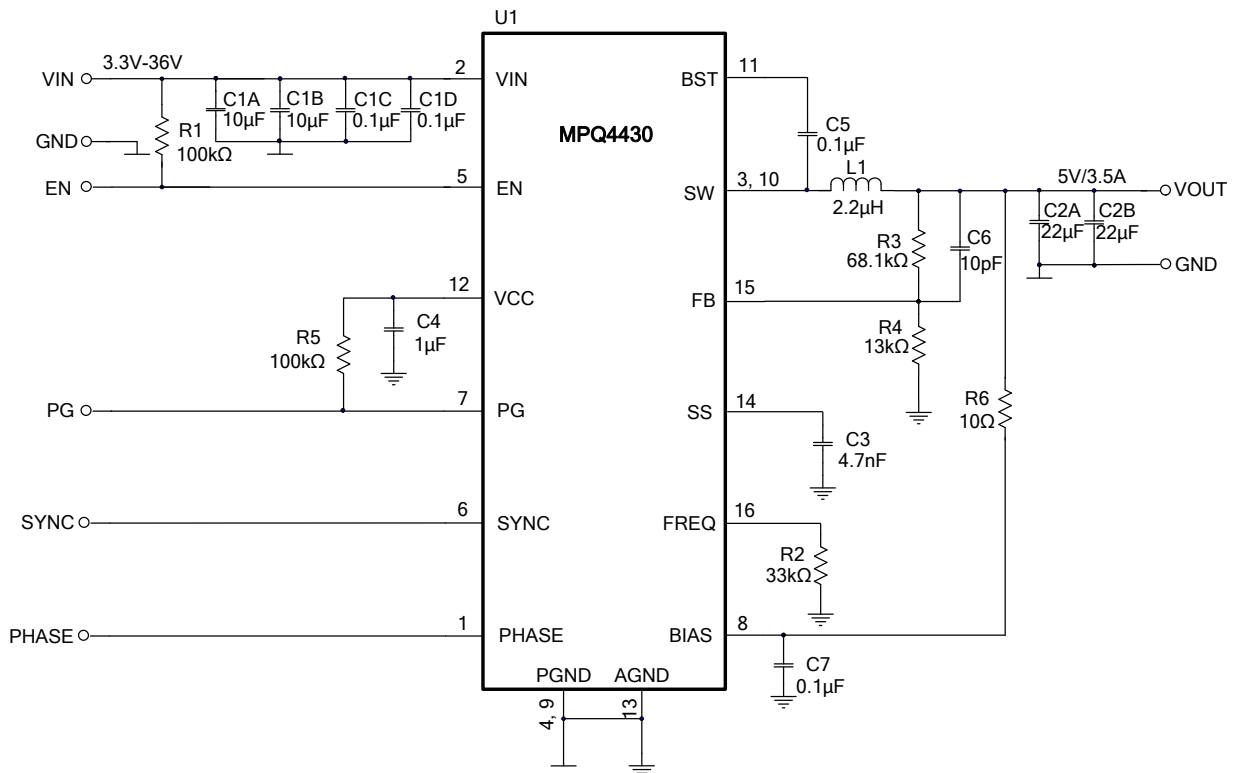 U1
MPQ4430
VIN
3.3V-36V
2
VIN
C1A
10µF
C1B
10µF
C1C
0.1µF
C1D
0.1µF
GND
R1
100kΩ
EN
5
EN
12
VCC
C4
1µF
R5
100kΩ
PG
7
PG
SYNC
6
SYNC
PHASE
1
PHASE
PGND
AGND
4, 9
13
BST
11
C5
0.1µF
SW
3, 10
L1
2.2µH
5V/3.5A
VOUT
C2A
22µF
C2B
22µF
GND
R3
68.1kΩ
C6
10pF
FB
15
R4
13kΩ
SS
14
C3
4.7nF
R6
10Ω
FREQ
16
R2
33kΩ
BIAS
8
C7
0.1µF